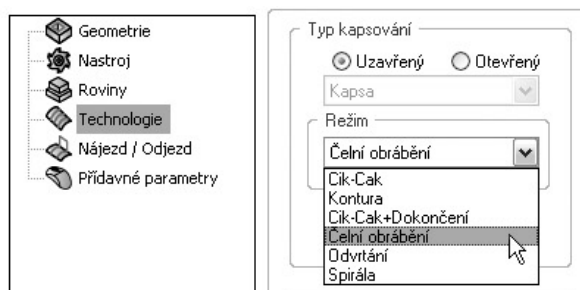 Geometrie
Nastroj
Roviny
Technologie
Nájezd / Odjezd
Přídavné parametry
Typ kapsování
Uzavřený
Otevřený
Kapsa
Režim
Čelní obrábění
Cik-Cak
Kontura
Cik-Cak+Dokončení
Čelní obrábění
Odvrtání
Spirála